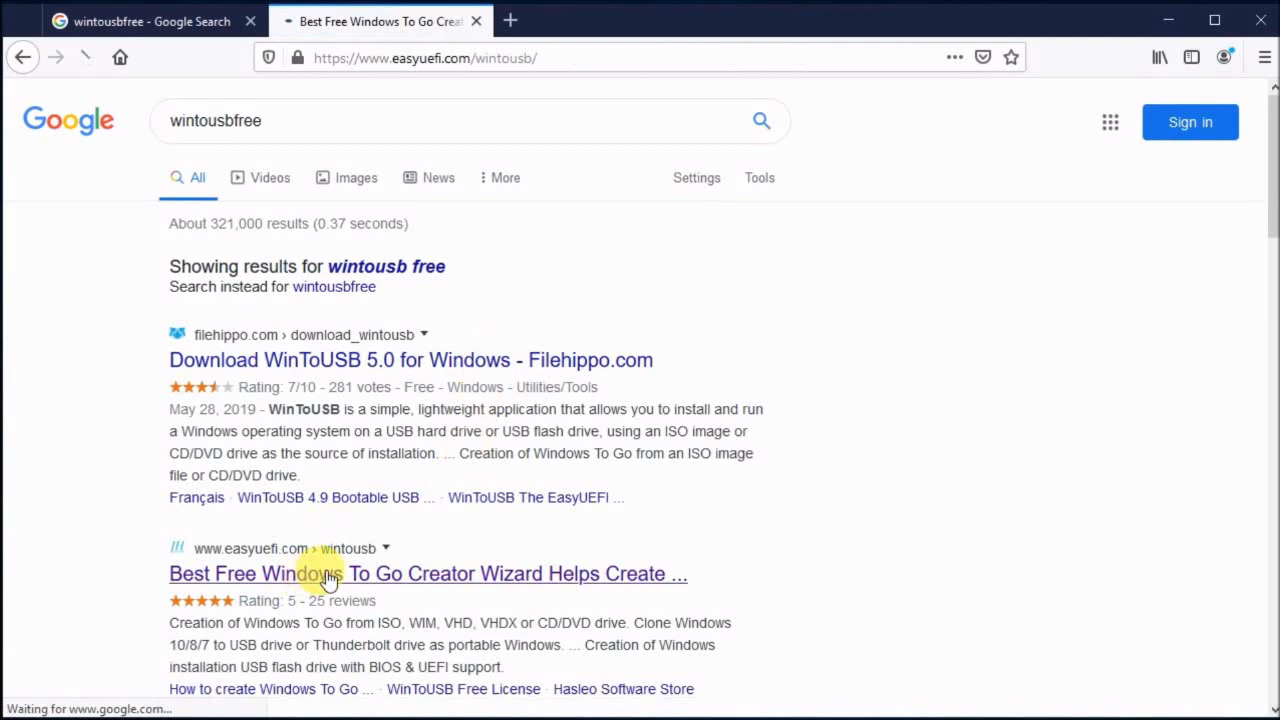 wintousbfree - Google Search
Best Free Windows To Go Creat
https://www.easyuefi.com/wintousb/
Google
wintousbfree
Sign in
All
Videos
Images
News
More
Settings
Tools
About 321,000 results (0.37 seconds)
Showing results for wintousb free
Search instead for wintousbfree
filehippo.com › download_wintousb
Download WinToUSB 5.0 for Windows - Filehippo.com
Rating: 7/10 - 281 votes - Free - Windows - Utilities/Tools
May 28, 2019 - WinToUSB is a simple, lightweight application that allows you to install and run
a Windows operating system on a USB hard drive or USB flash drive, using an ISO image or
CD/DVD drive as the source of installation. ... Creation of Windows To Go from an ISO image
file or CD/DVD drive.
Français · WinToUSB 4.9 Bootable USB ... · WinToUSB The EasyUEFI ...
www.easyuefi.com › wintousb
Best Free Windows To Go Creator Wizard Helps Create ...
Rating: 5 - 25 reviews
Creation of Windows To Go from ISO, WIM, VHD, VHDX or CD/DVD drive. Clone Windows
10/8/7 to USB drive or Thunderbolt drive as portable Windows. ... Creation of Windows
installation USB flash drive with BIOS & UEFI support.
How to create Windows To Go ... · WinToUSB Free License · Hasleo Software Store
Waiting for www.google.com...